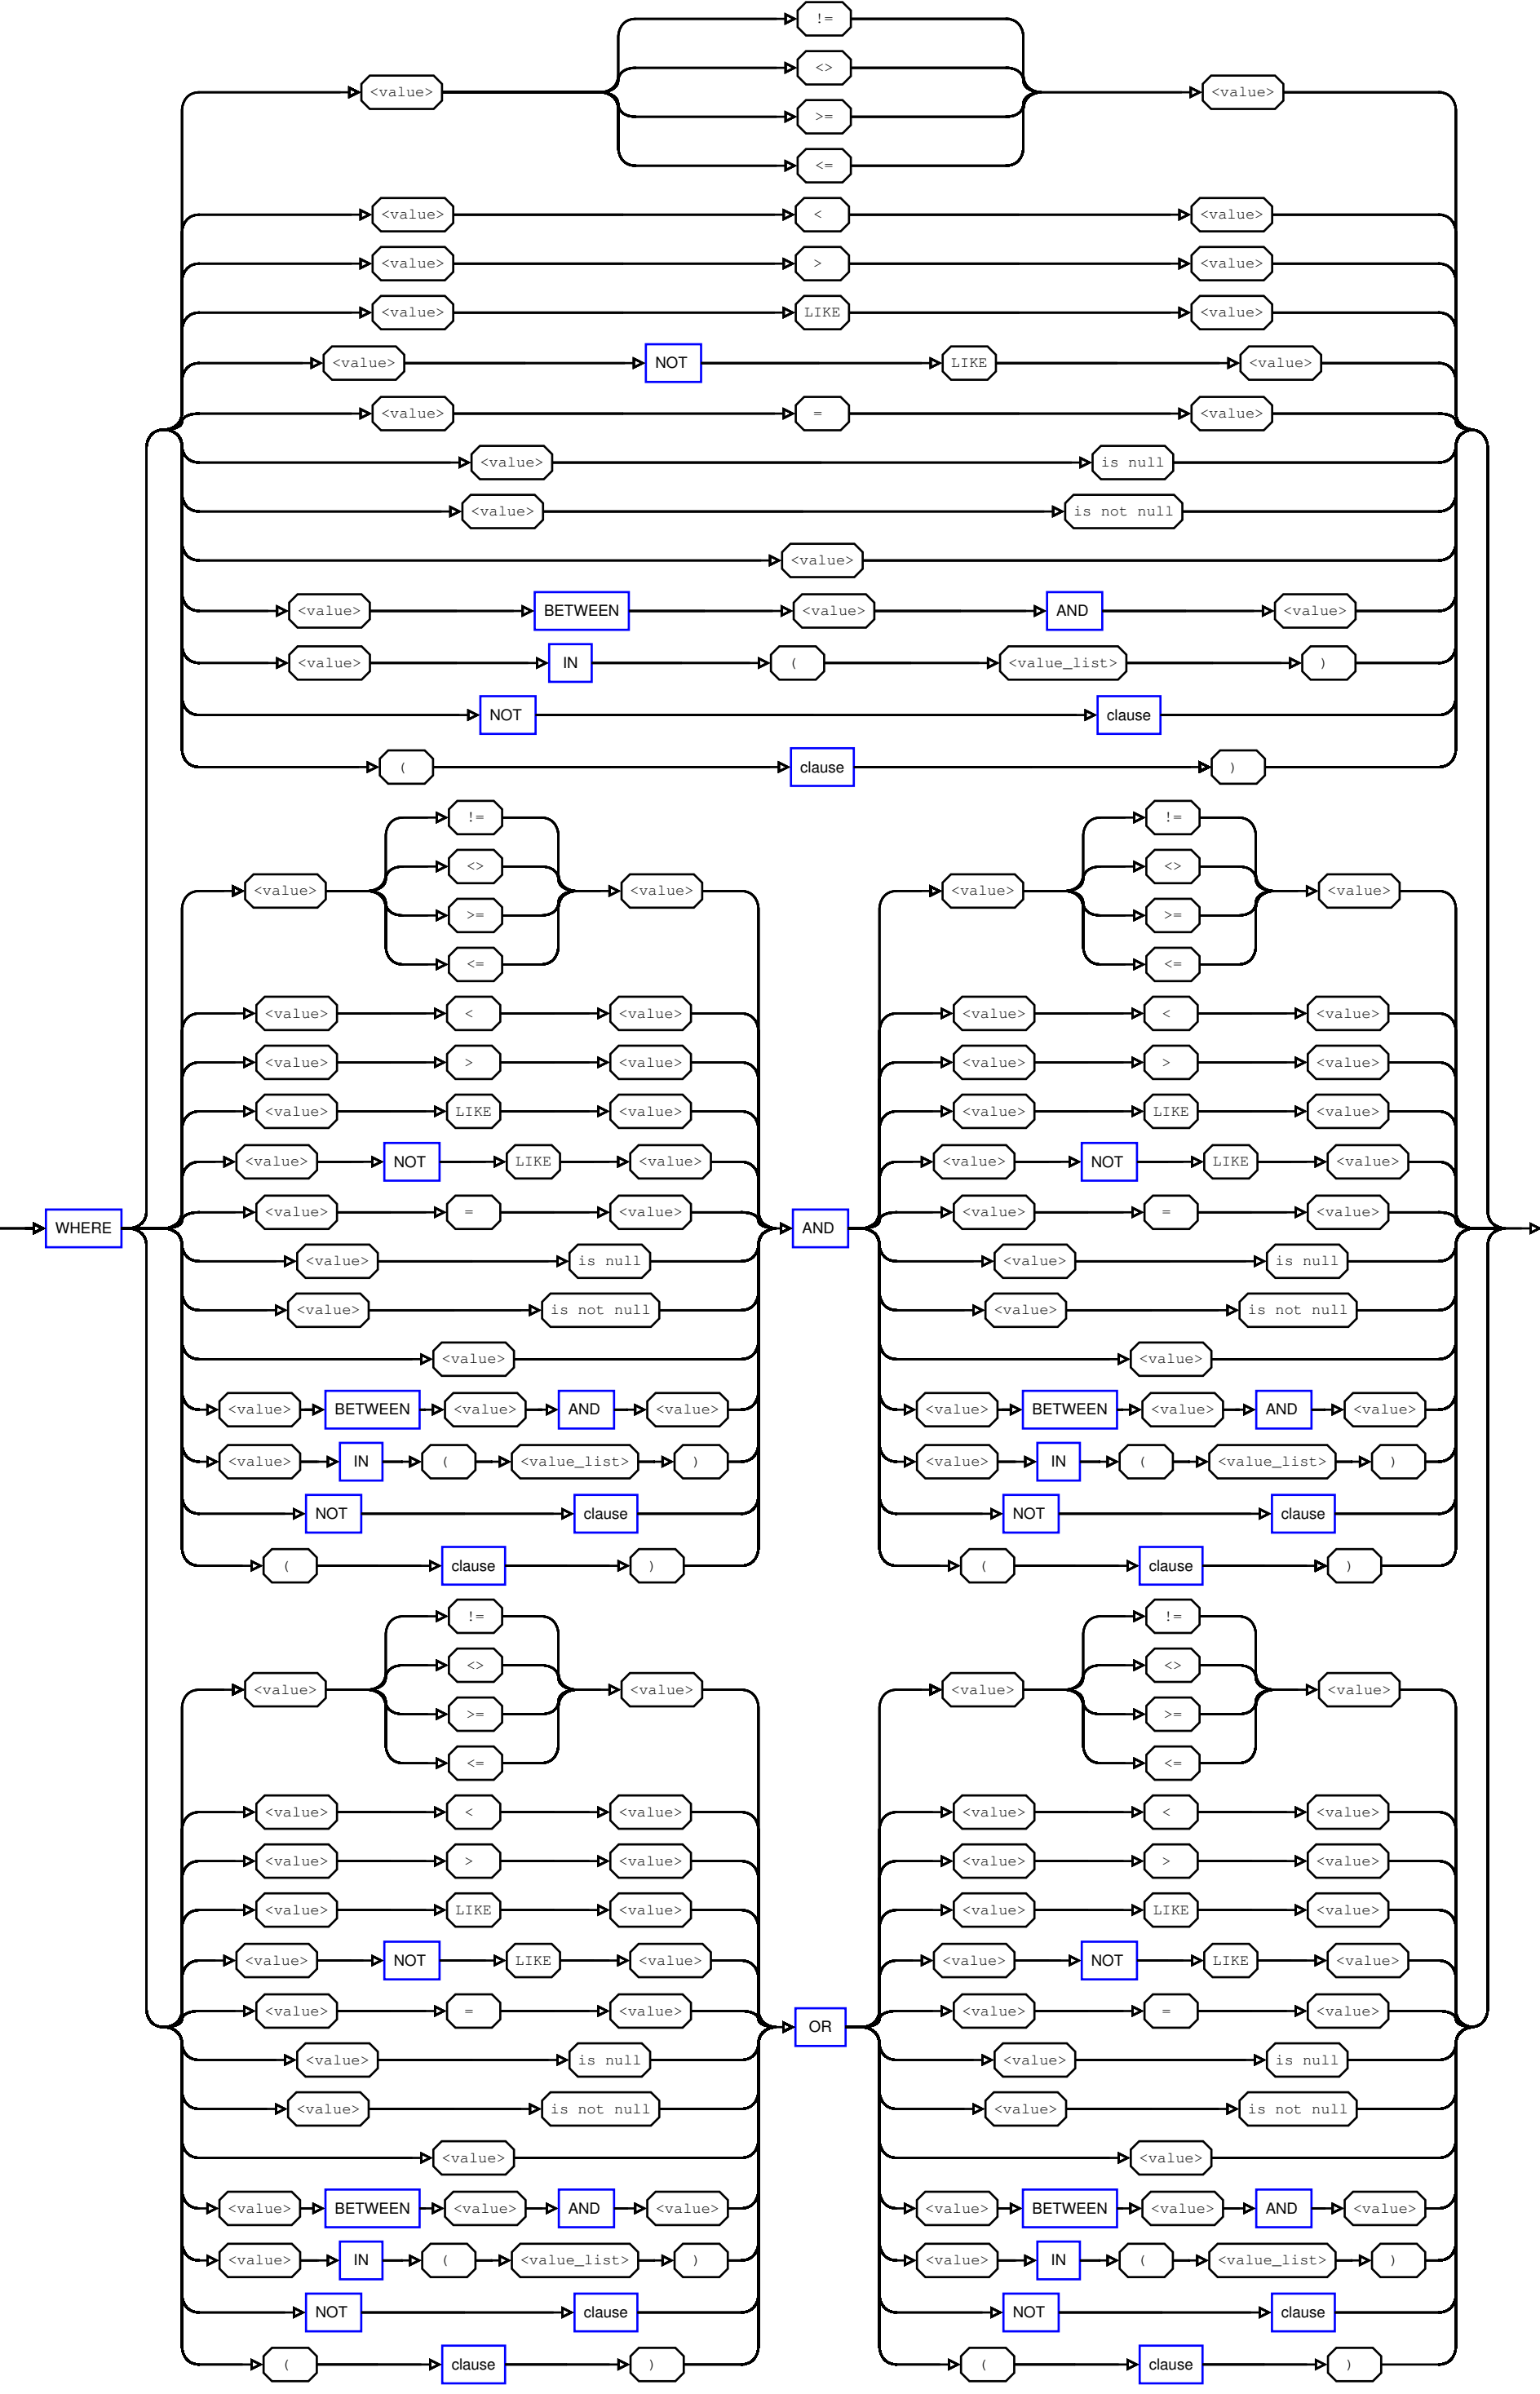 !=
<>
<value> <value>
>=
<=
<value> < <value>
<value> > <value>
<value> LIKE <value>
<value> NOT LIKE <value>
<value> = <value>
<value> is null
<value> is not null
<value>
<value> BETWEEN <value> AND <value>
<value> IN ( <value_list> )
NOT clause
( clause )
!= !=
<> <>
<value> <value> <value> <value>
>= >=
<= <=
<value> < <value> <value> < <value>
<value> > <value> <value> > <value>
<value> LIKE <value> <value> LIKE <value>
<value> NOT LIKE <value> <value> NOT LIKE <value>
<value> = <value> <value> = <value>
WHERE AND
<value> is null <value> is null
<value> is not null <value> is not null
<value> <value>
<value> BETWEEN <value> AND <value> <value> BETWEEN <value> AND <value>
<value> IN ( <value_list> ) <value> IN ( <value_list> )
NOT clause NOT clause
( clause ) ( clause )
!= !=
<> <>
<value> <value> <value> <value>
>= >=
<= <=
<value> < <value> <value> < <value>
<value> > <value> <value> > <value>
<value> LIKE <value> <value> LIKE <value>
<value> NOT LIKE <value> <value> NOT LIKE <value>
<value> = <value> <value> = <value>
OR
<value> is null <value> is null
<value> is not null <value> is not null
<value> <value>
<value> BETWEEN <value> AND <value> <value> BETWEEN <value> AND <value>
<value> IN ( <value_list> ) <value> IN ( <value_list> )
NOT clause NOT clause
( clause ) ( clause )